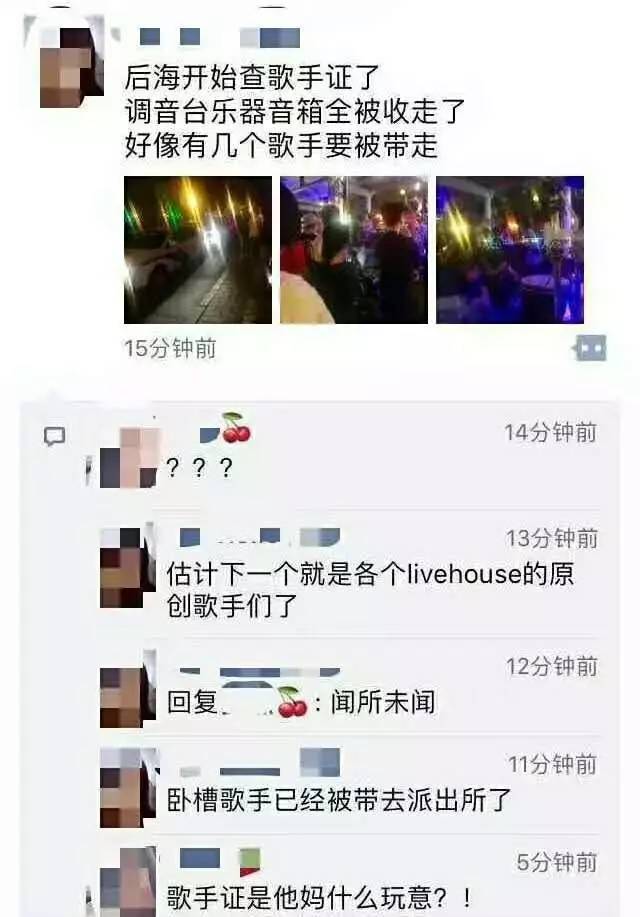 后海开始查歌手证了
调音台乐器音箱全被收走了
好像有几个歌手要被带走
15分钟前
14分钟前
？？？
13分钟前
估计下一个就是各个livehouse的原
创歌手们了
12分钟前
回复 : 闻所未闻
11分钟前
卧槽歌手已经被带去派出所了
5分钟前
歌手证是他妈什么玩意？！